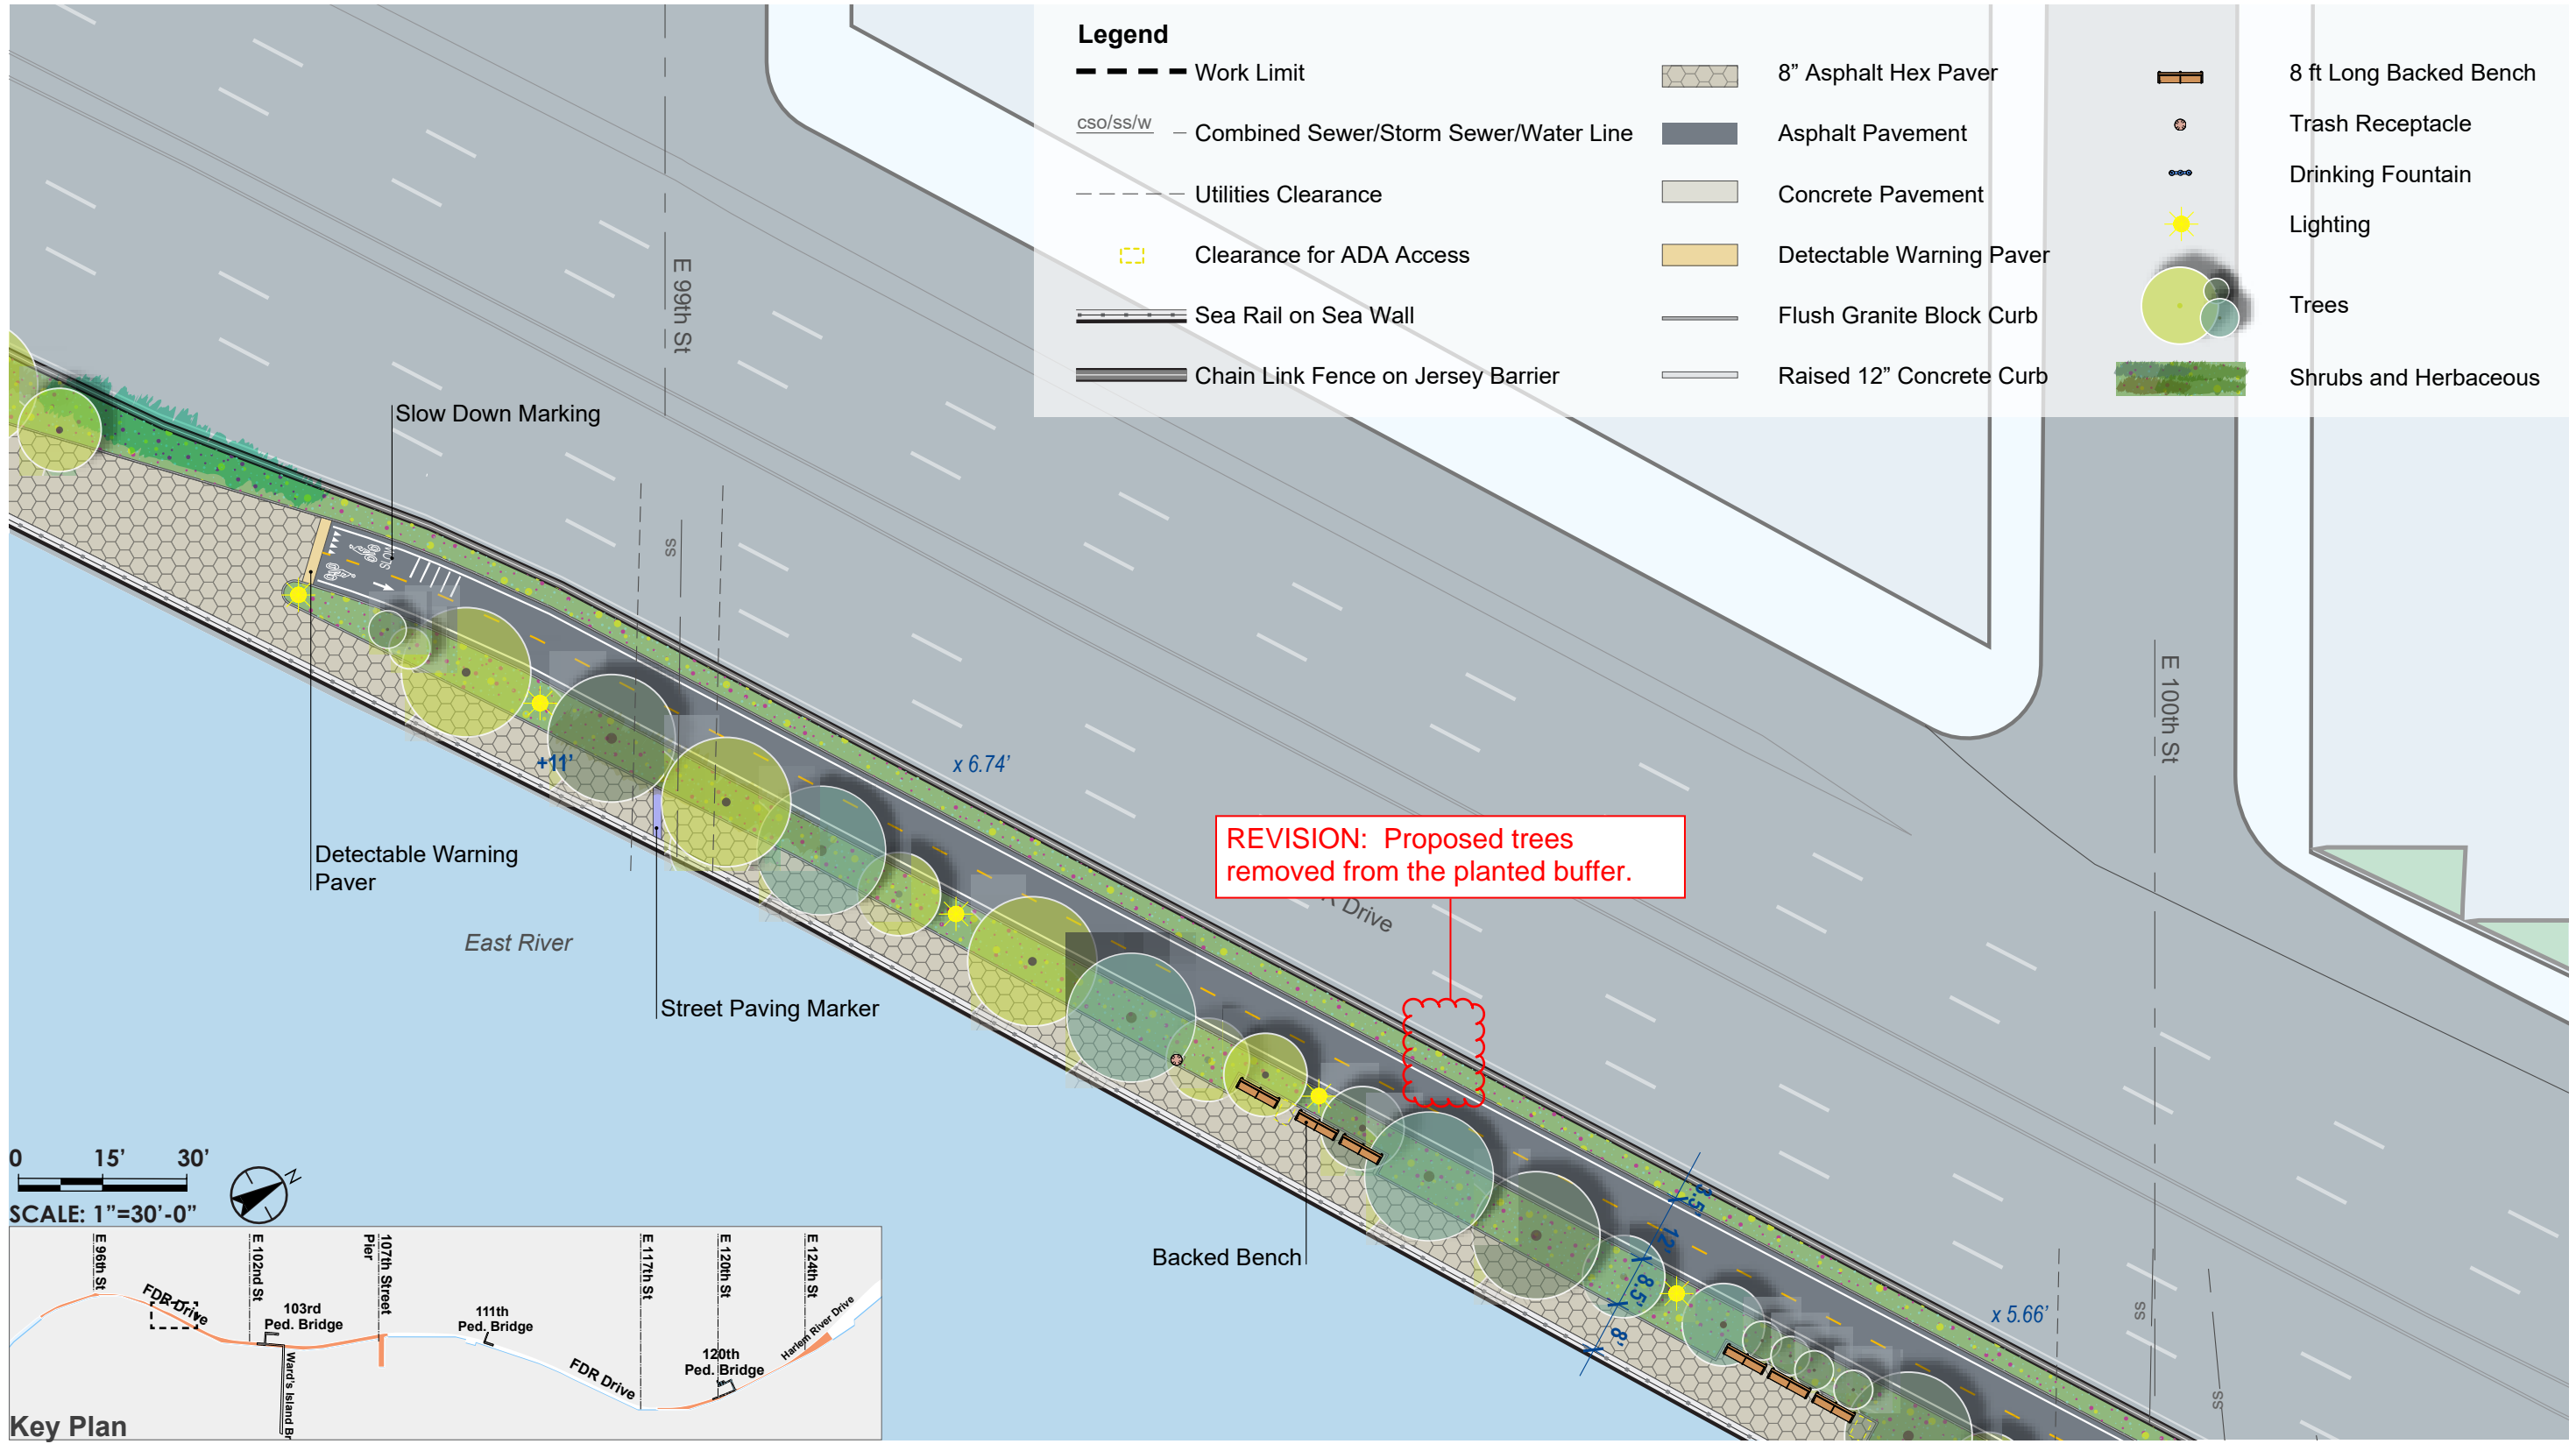 Legend
Work Limit
cso/ss/w
Combined Sewer/Storm Sewer/Water Line
Utilities Clearance
Clearance for ADA Access
Sea Rail on Sea Wall
Chain Link Fence on Jersey Barrier
8” Asphalt Hex Paver
Asphalt Pavement
Concrete Pavement
Detectable Warning Paver
Flush Granite Block Curb
Raised 12” Concrete Curb
8 ft Long Backed Bench
Trash Receptacle
Drinking Fountain
Lighting
Trees
Shrubs and Herbaceous
E 99th St
E 100th St
Slow Down Marking
SLOW
ss
+11’
x 6.74’
Detectable Warning
Paver
East River
Street Paving Marker
REVISION: Proposed trees
removed from the planted buffer.
Drive
Backed Bench
3.5’
12’
8.5’
8’
x 5.66’
ss
ss
0 15’ 30’
N
SCALE: 1”=30’-0”
E 96th St
E 102nd St
107th Street
Pier
E 117th St
E 120th St
E 124th St
FDR Drive
103rd
Ped. Bridge
Ward's Island Br
111th
Ped. Bridge
FDR Drive
120th
Ped. Bridge
Harlem River Drive
Key Plan